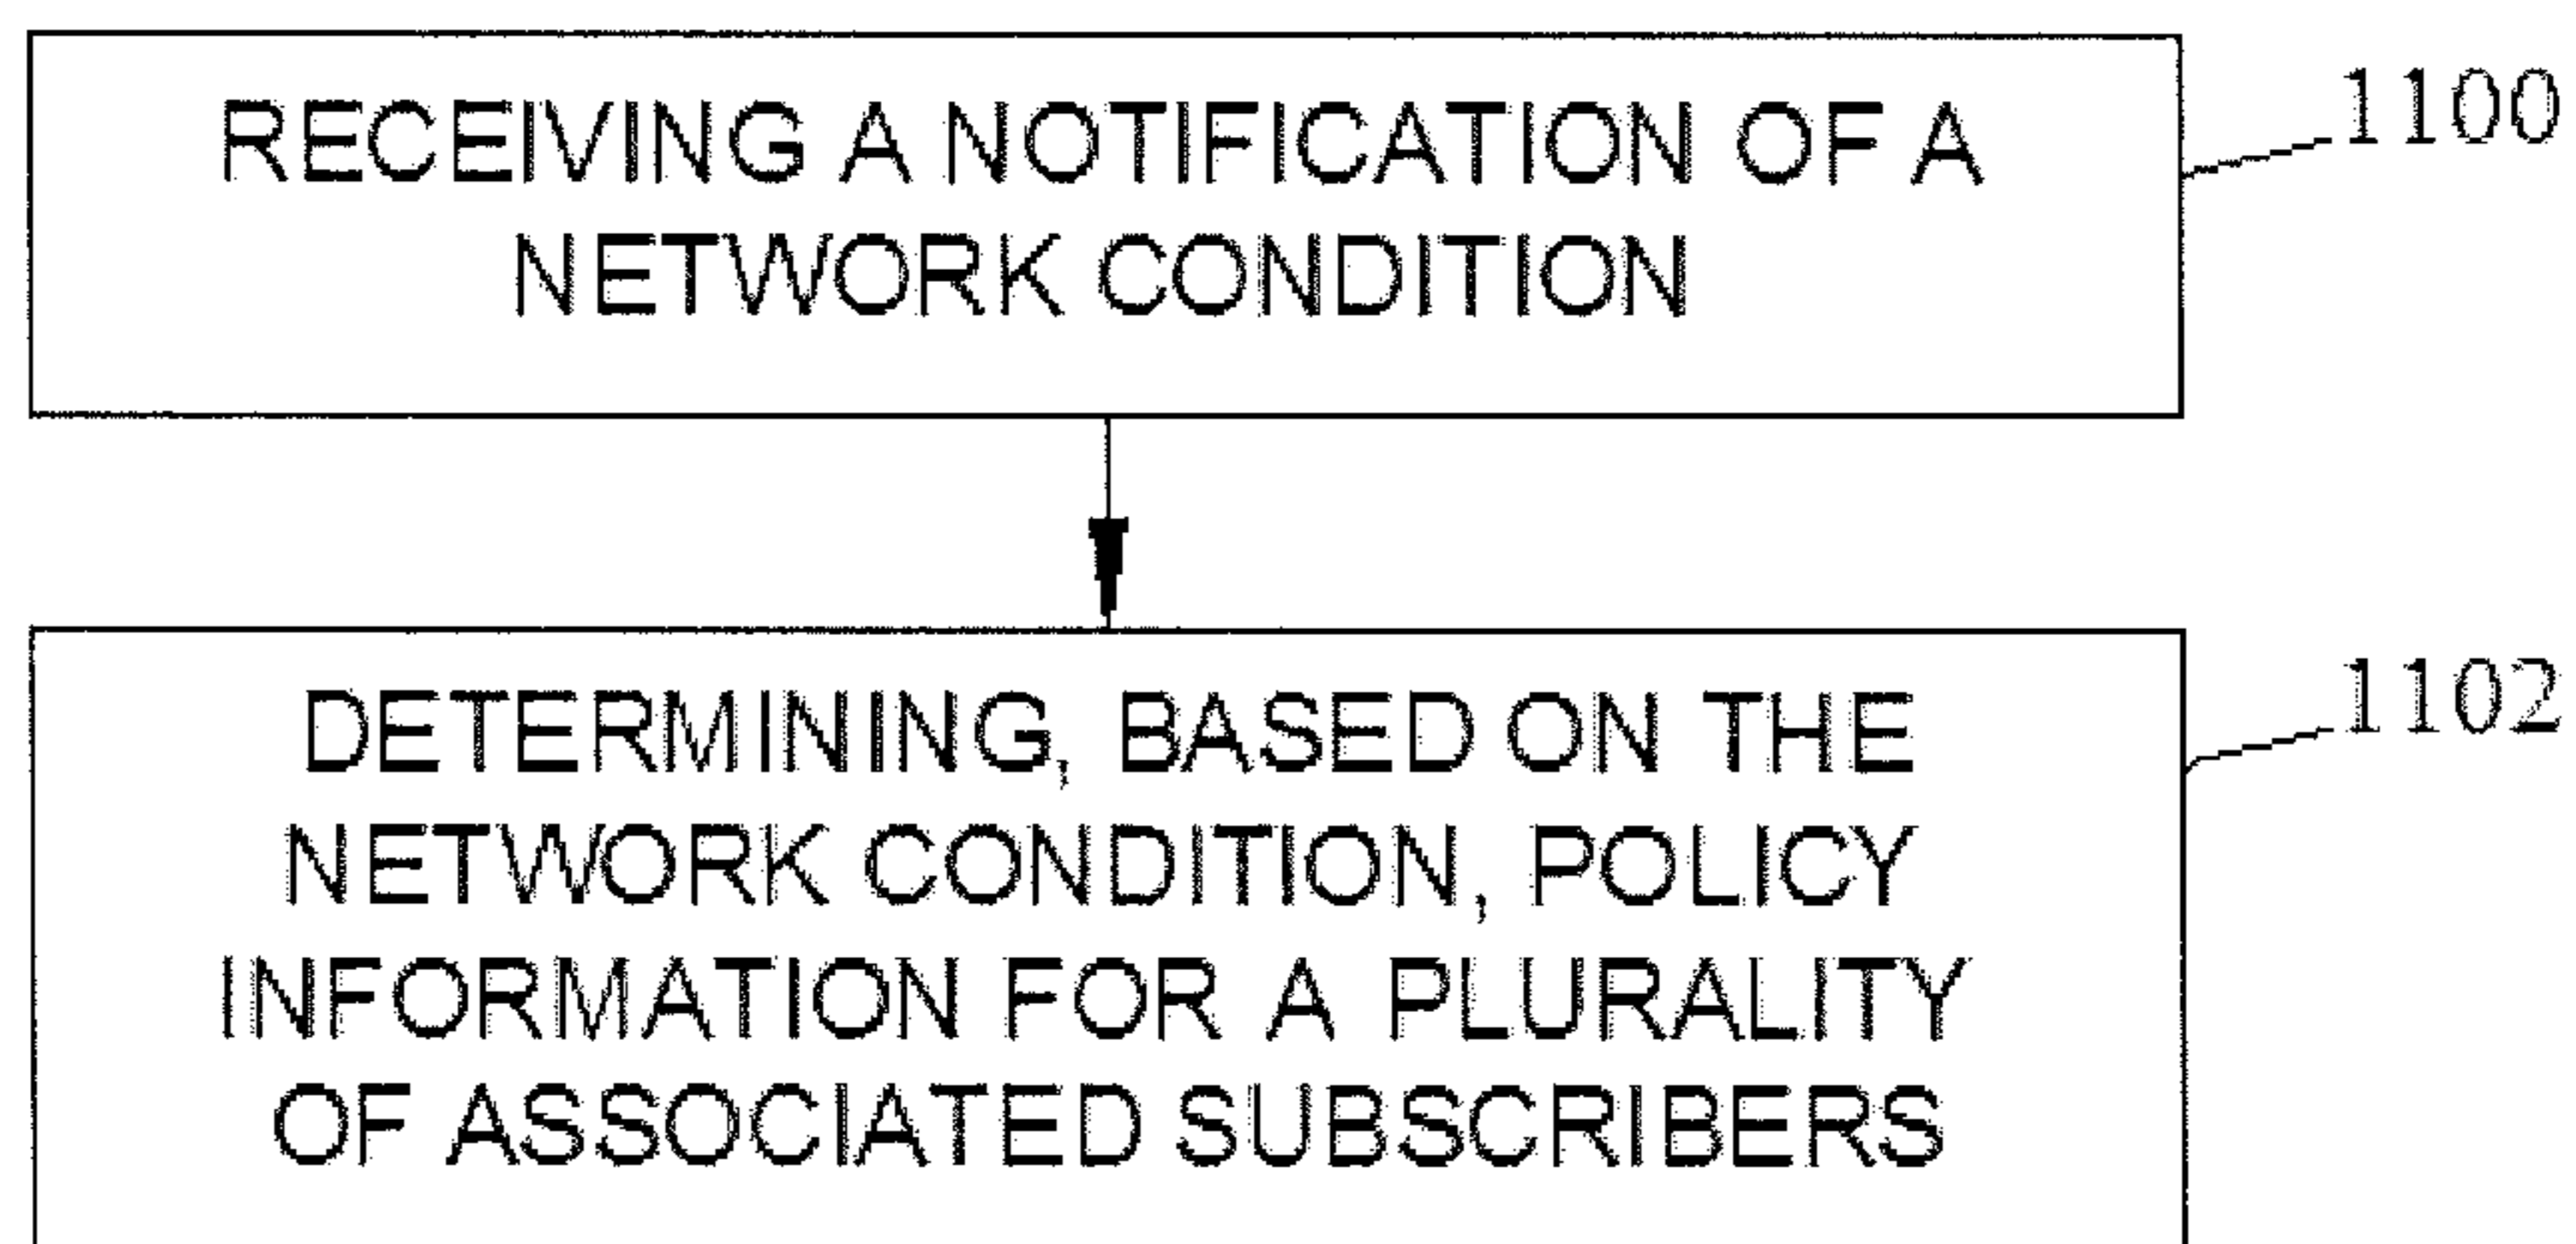 RECEIVING A NOTIFICATION OF A
NETWORK CONDITION
1100
DETERMINING, BASED ON THE
NETWORK CONDITION, POLICY
INFORMATION FOR A PLURALITY
OF ASSOCIATED SUBSCRIBERS
1102